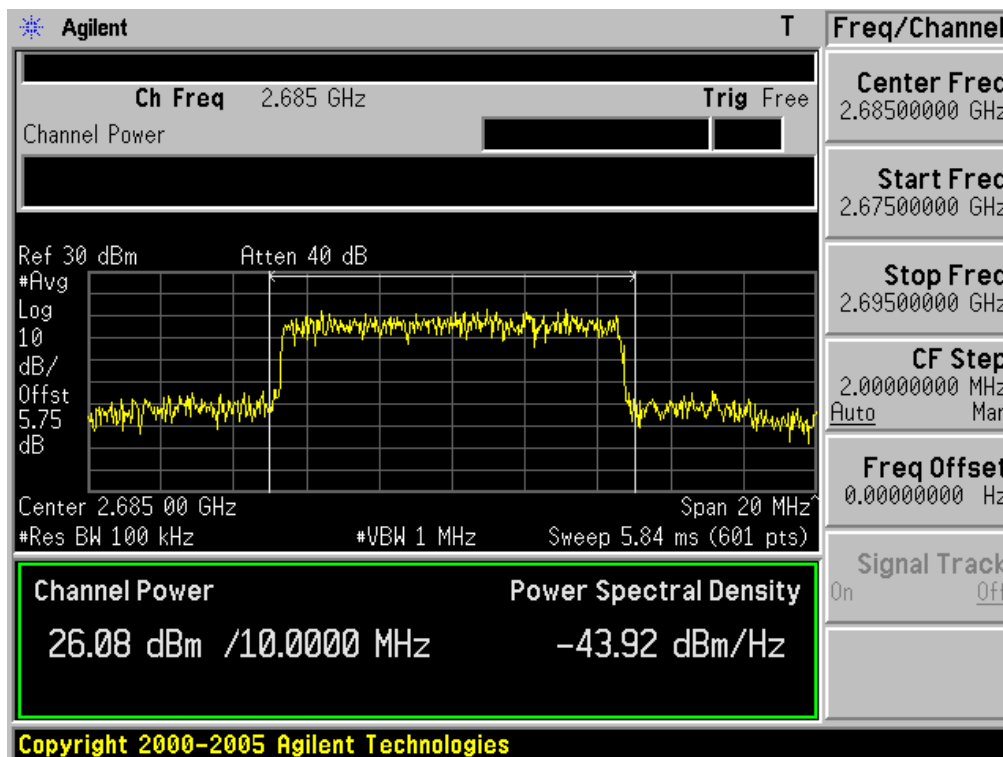 Agilent T
Freq/Channel
Ch Freq 2.685 GHz Trig Free
Channel Power
Ref 30 dBm Atten 40 dB
#Avg
Log
10
dB/
Offst
5.75
dB
Center 2.685 00 GHz Span 20 MHz^
#Res BW 100 kHz #VBW 1 MHz Sweep 5.84 ms (601 pts)
Channel Power Power Spectral Density
26.08 dBm /10.0000 MHz -43.92 dBm/Hz
Copyright 2000-2005 Agilent Technologies
Center Freq
2.68500000 GHz
Start Freq
2.67500000 GHz
Stop Freq
2.69500000 GHz
CF Step
2.00000000 MHz
Auto Man
Freq Offset
0.00000000 Hz
Signal Track
On Off